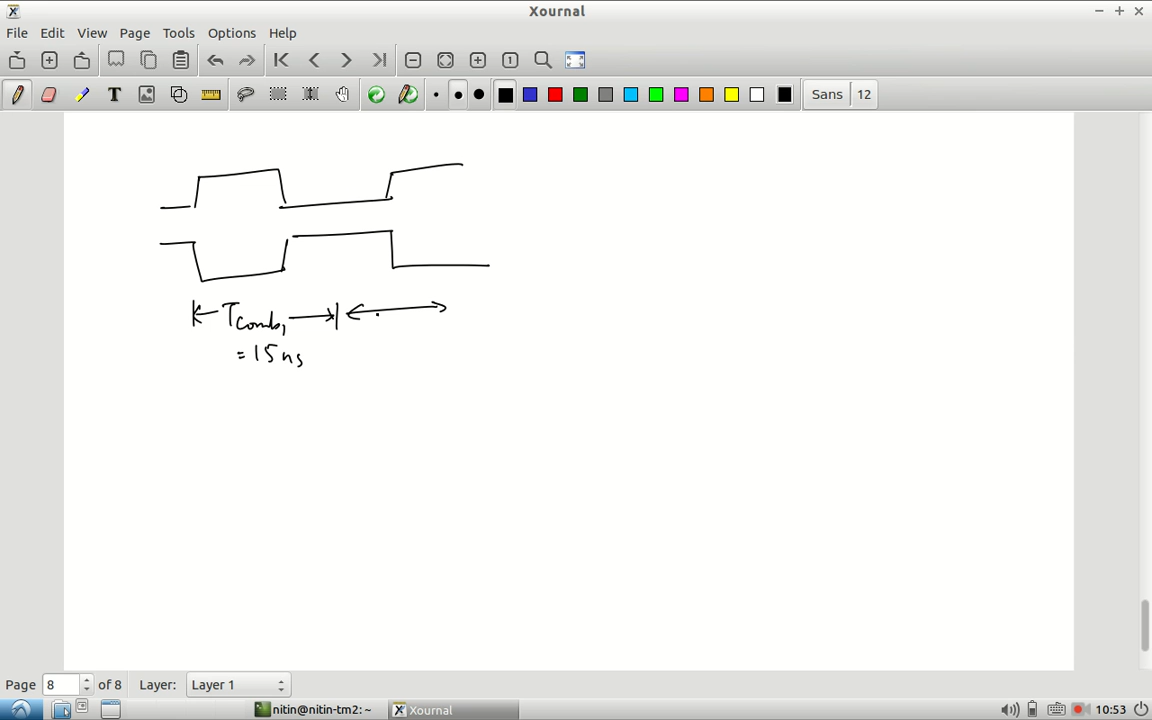 Xournal
File Edit View Page Tools Options Help
Sans 12
Tcomb1
= 15 ns
Page 8 of 8 Layer: Layer 1
nitin@nitin-tm2: ~ Xournal 10:53